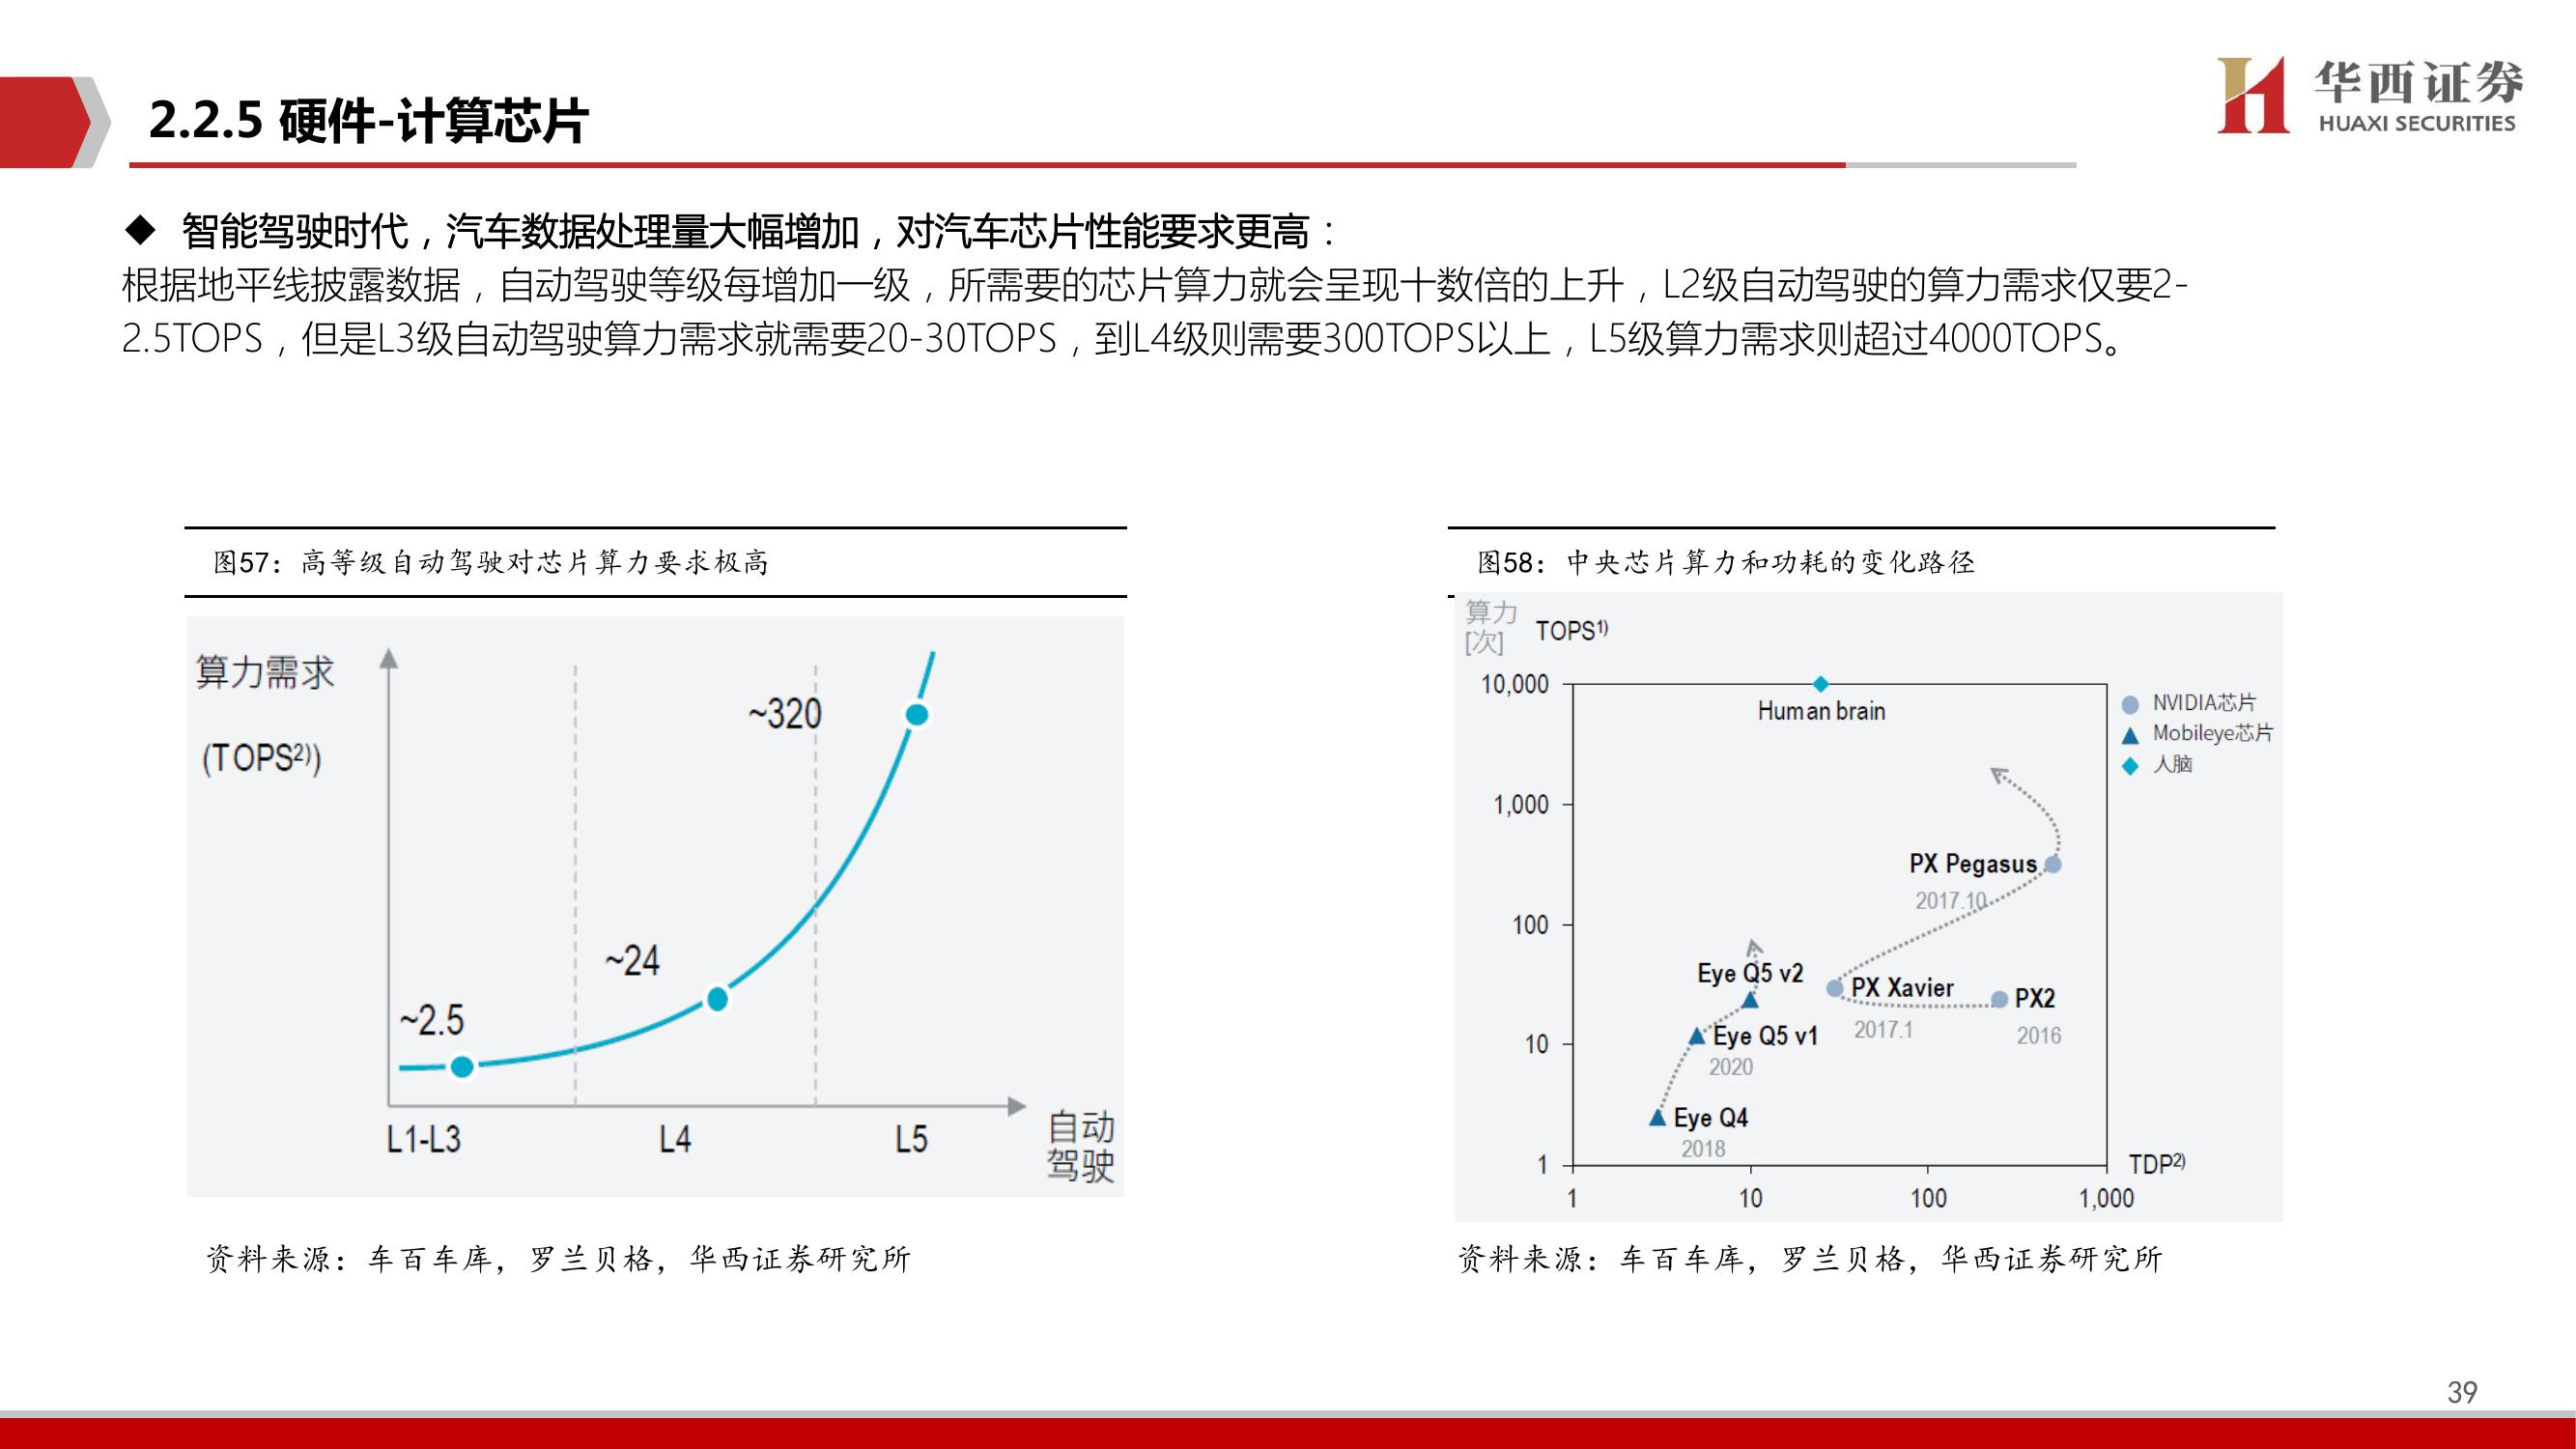 2.2.5 硬件-计算芯片
华西证券
HUAXI SECURITIES
◆ 智能驾驶时代，汽车数据处理量大幅增加，对汽车芯片性能要求更高：
根据地平线披露数据，自动驾驶等级每增加一级，所需要的芯片算力就会呈现十数倍的上升，L2级自动驾驶的算力需求仅要2-
2.5TOPS，但是L3级自动驾驶算力需求就需要20-30TOPS，到L4级则需要300TOPS以上，L5级算力需求则超过4000TOPS。
图57：高等级自动驾驶对芯片算力要求极高
算力需求
(TOPS2))
~320
~24
~2.5
L1-L3
L4
L5
自动
驾驶
资料来源：车百车库，罗兰贝格，华西证券研究所
图58：中央芯片算力和功耗的变化路径
算力
[次]
TOPS1)
10,000
1,000
100
10
1
Human brain
NVIDIA芯片
Mobileye芯片
人脑
PX Pegasus
2017.10
Eye Q5 v2
PX Xavier
2017.1
PX2
2016
Eye Q5 v1
2020
Eye Q4
2018
TDP2)
1
10
100
1,000
资料来源：车百车库，罗兰贝格，华西证券研究所
39